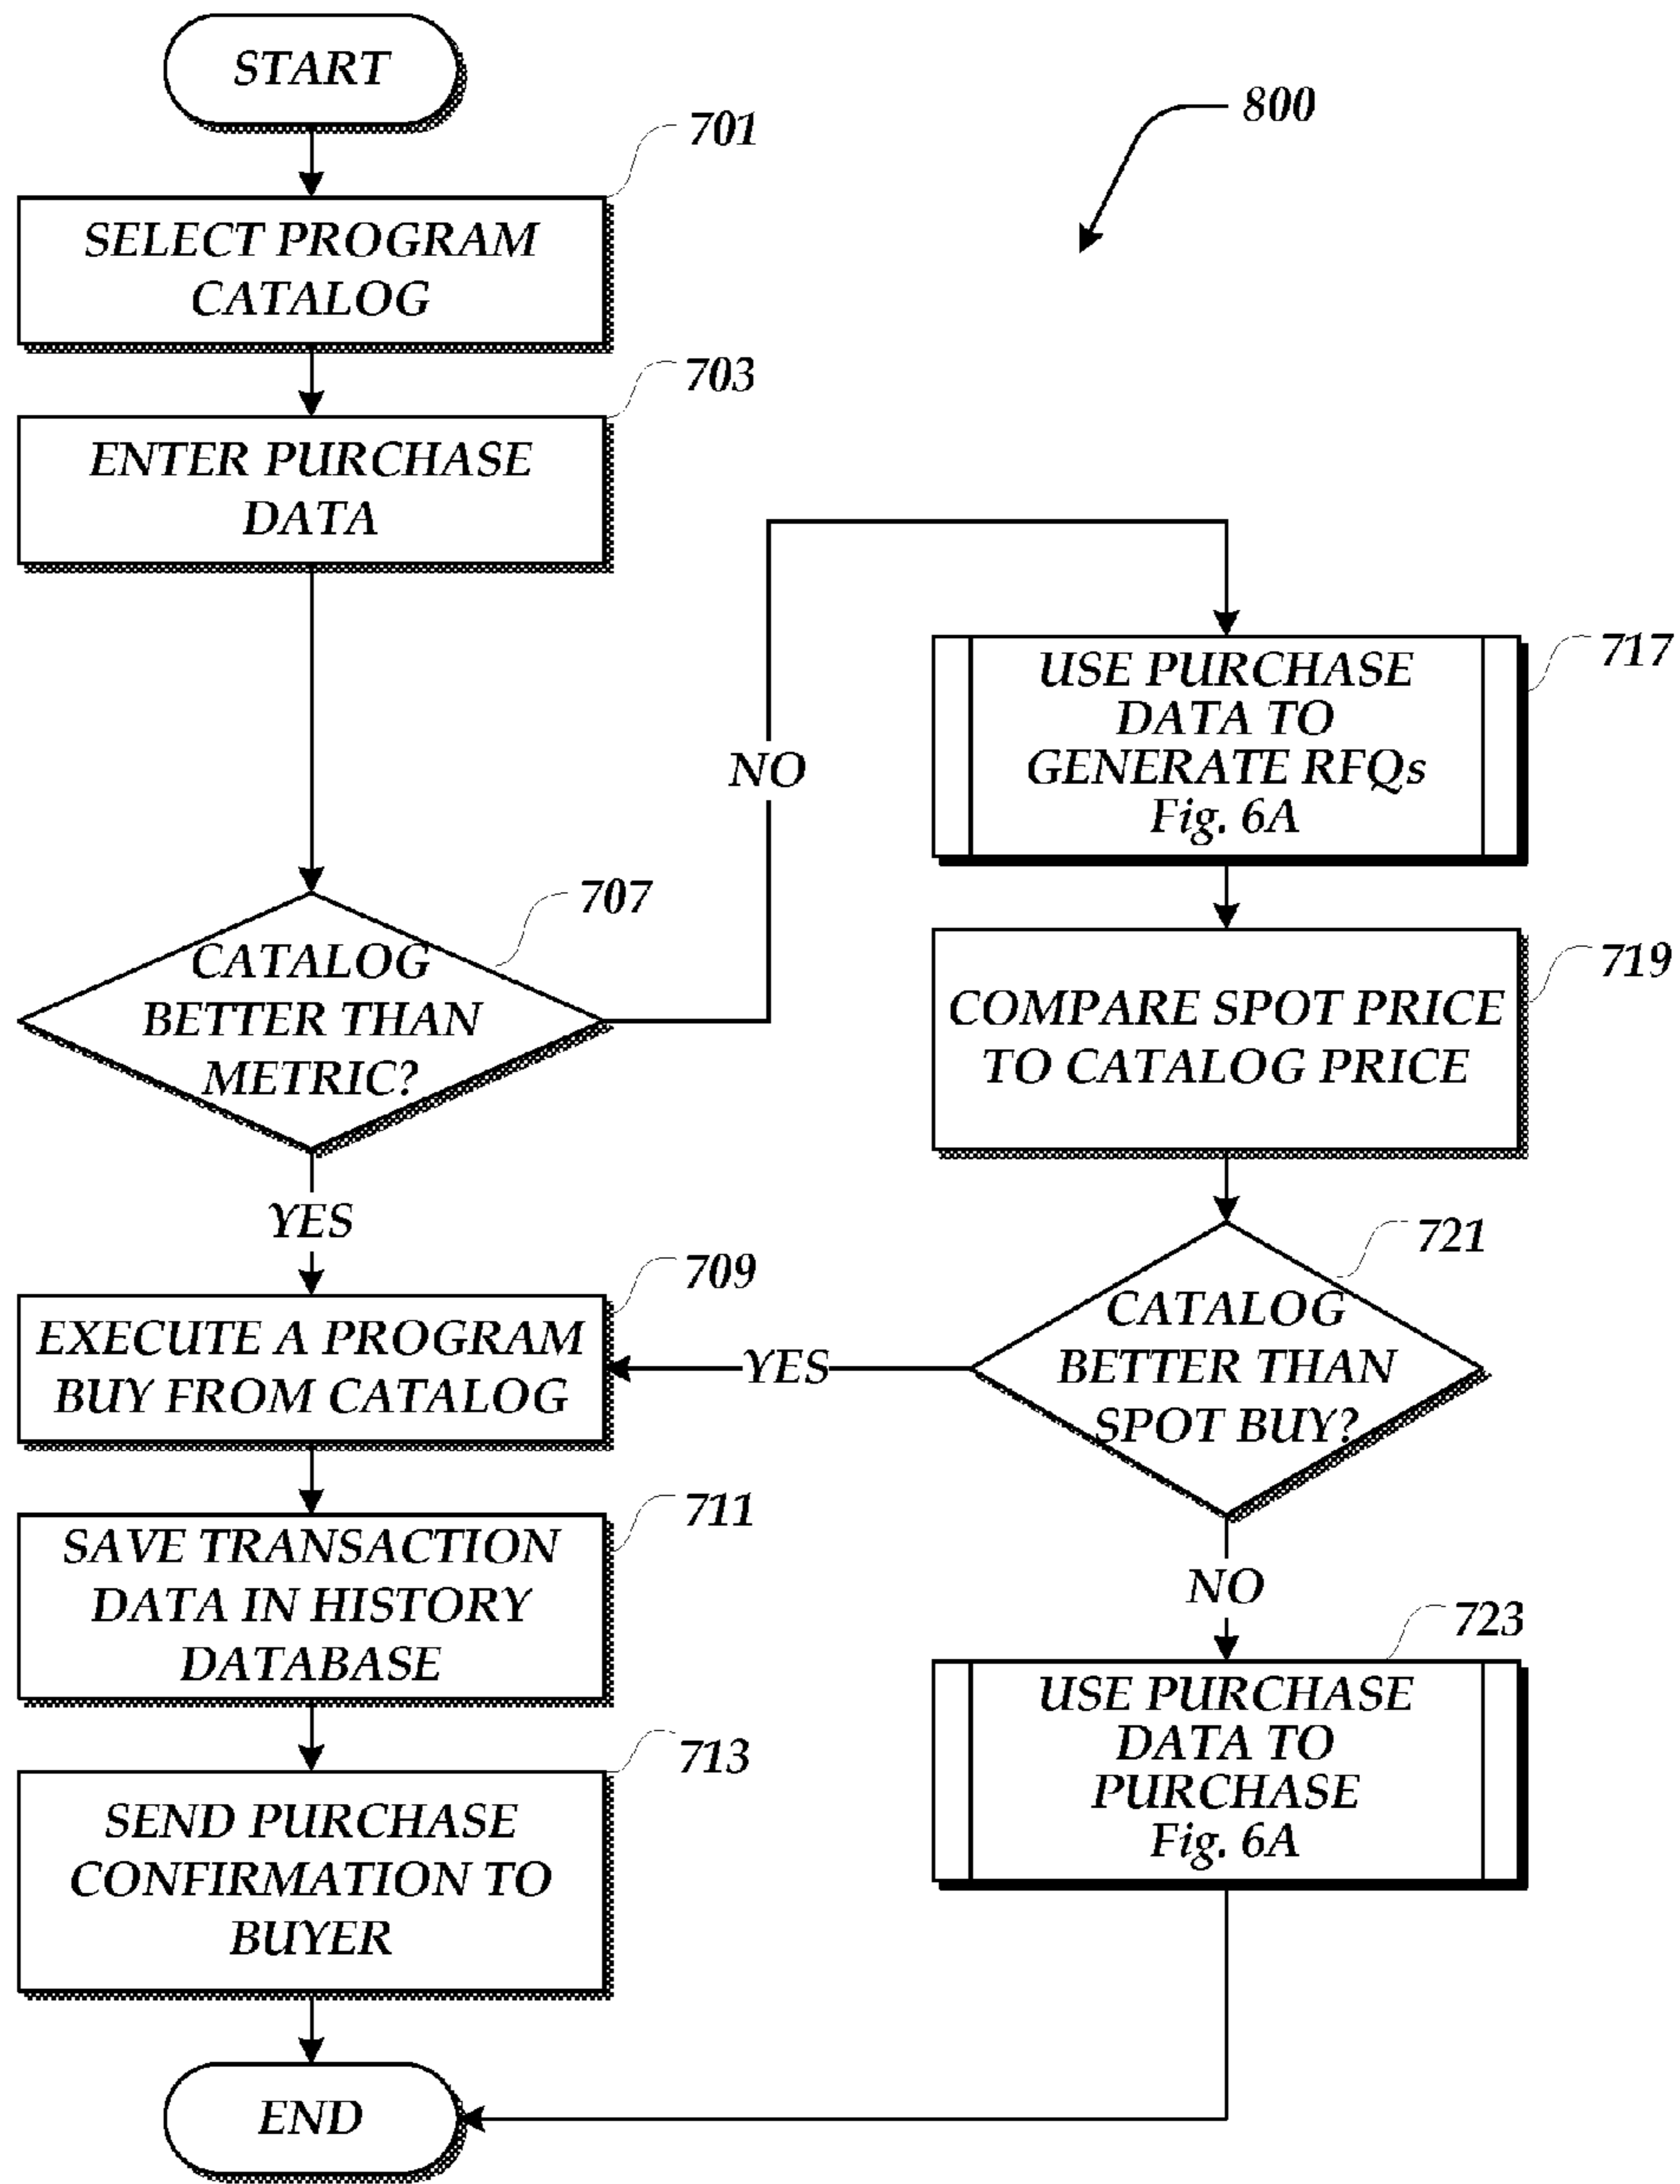 START
800
701
SELECT PROGRAM
CATALOG
703
ENTER PURCHASE
DATA
NO
717
USE PURCHASE
DATA TO
GENERATE RFQs
Fig. 6A
707
CATALOG
BETTER THAN
METRIC?
719
COMPARE SPOT PRICE
TO CATALOG PRICE
YES
721
CATALOG
BETTER THAN
SPOT BUY?
709
EXECUTE A PROGRAM
BUY FROM CATALOG
YES
711
SAVE TRANSACTION
DATA IN HISTORY
DATABASE
NO
723
USE PURCHASE
DATA TO
PURCHASE
Fig. 6A
713
SEND PURCHASE
CONFIRMATION TO
BUYER
END